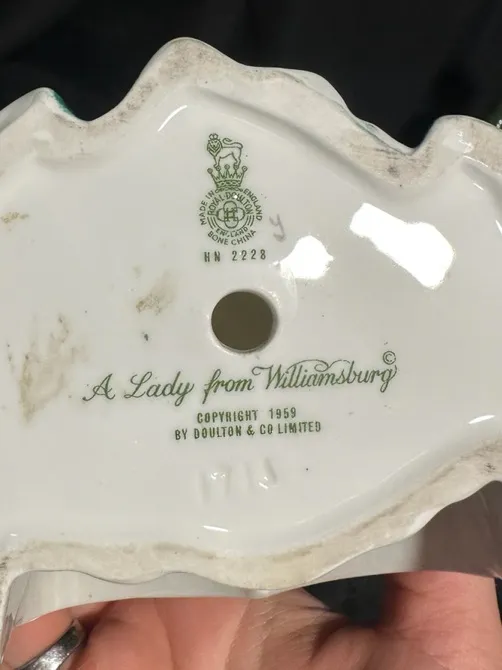 MADE IN ENGLAND
ROYAL DOULTON
ENGLAND
BONE CHINA
HN 2228
A Lady from Williamsburg ©
COPYRIGHT 1959
BY DOULTON & CO LIMITED